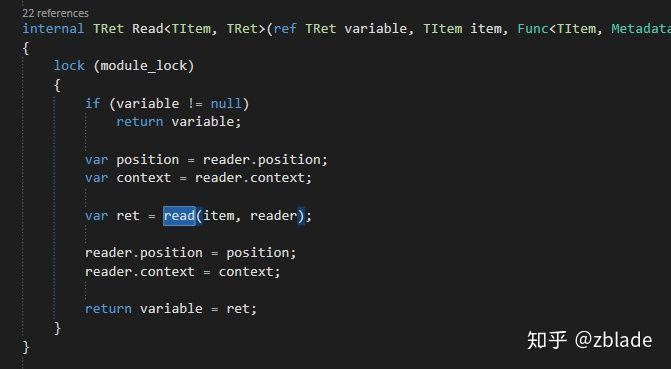 22 references
internal TRet Read<TItem, TRet>(ref TRet variable, TItem item, Func<TItem, Metadata
{
lock (module_lock)
{
if (variable != null)
return variable;
var position = reader.position;
var context = reader.context;
var ret = read(item, reader);
reader.position = position;
reader.context = context;
return variable = ret;
}
}
知乎 @zblade